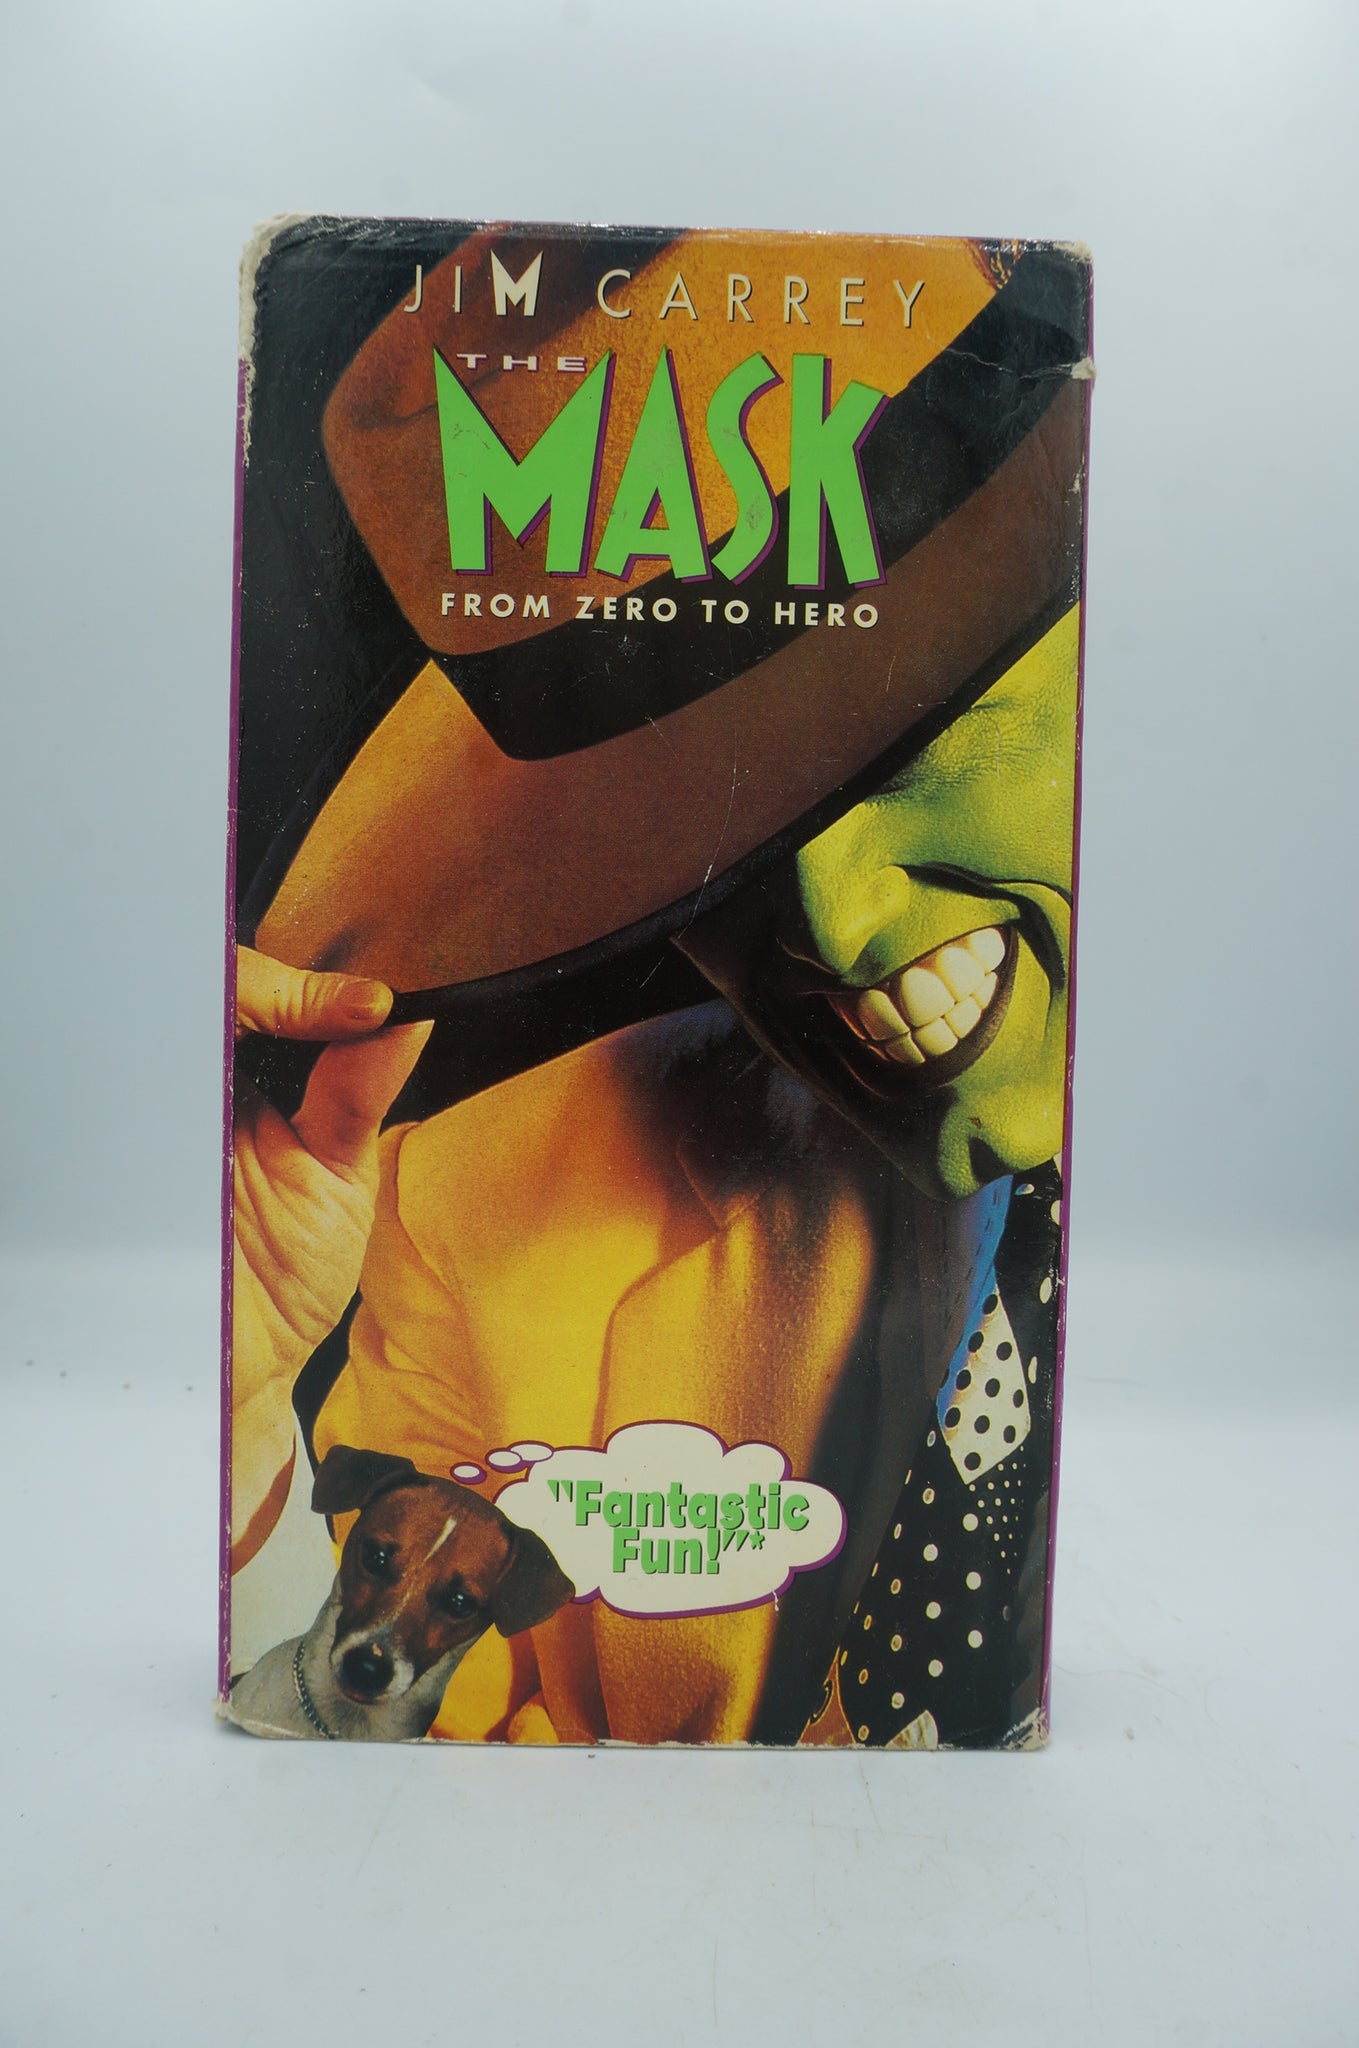 JIM CARREY
THE
MASK
FROM ZERO TO HERO
"Fantastic
Fun!"*